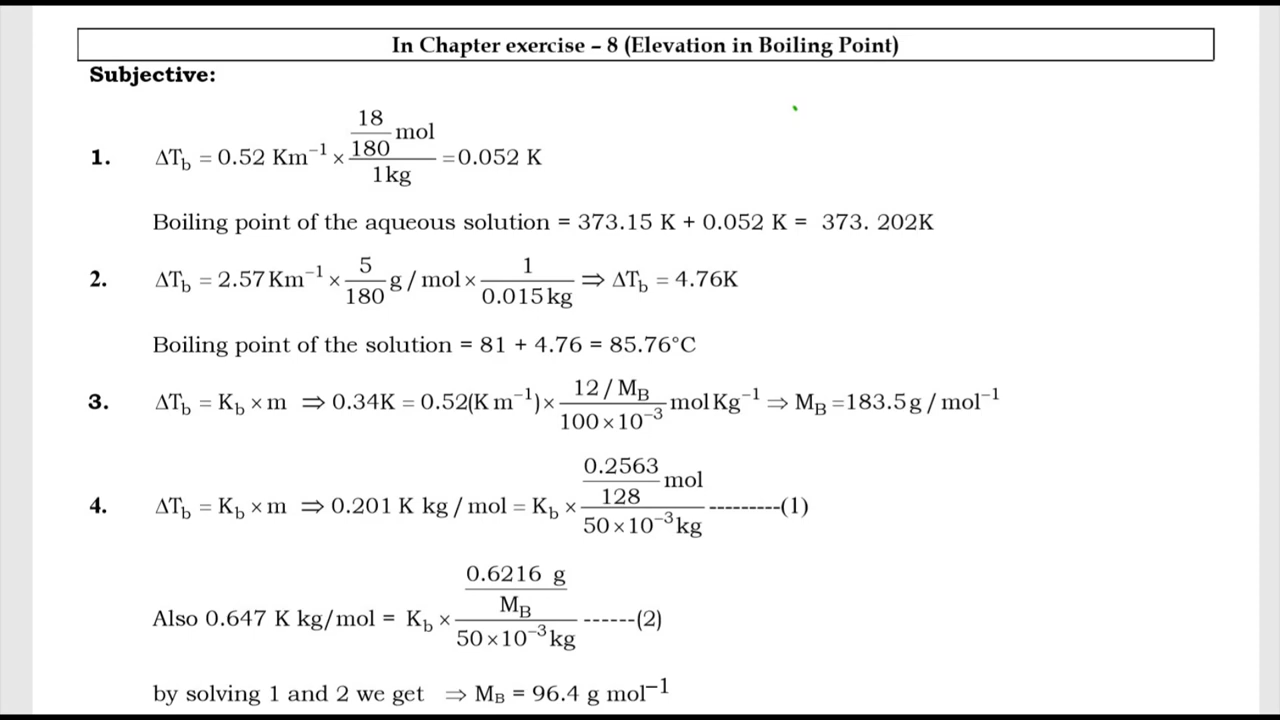 In Chapter exercise – 8 (Elevation in Boiling Point)
Subjective:
1. ΔT_b = 0.52 Km⁻¹ × (18/180 mol)/(1kg) = 0.052 K
Boiling point of the aqueous solution = 373.15 K + 0.052 K = 373. 202K
2. ΔT_b = 2.57Km⁻¹ × 5/180 g / mol × 1/(0.015kg) ⇒ ΔT_b = 4.76K
Boiling point of the solution = 81 + 4.76 = 85.76°C
3. ΔT_b = K_b × m ⇒ 0.34K = 0.52(K m⁻¹) × (12 / M_B)/(100 × 10⁻³) mol Kg⁻¹ ⇒ M_B = 183.5g / mol⁻¹
4. ΔT_b = K_b × m ⇒ 0.201 K kg / mol = K_b × (0.2563/128 mol)/(50 × 10⁻³ kg) ---------(1)
Also 0.647 K kg/mol = K_b × (0.6216 g/M_B)/(50 × 10⁻³ kg) ------(2)
by solving 1 and 2 we get ⇒ M_B = 96.4 g mol⁻¹